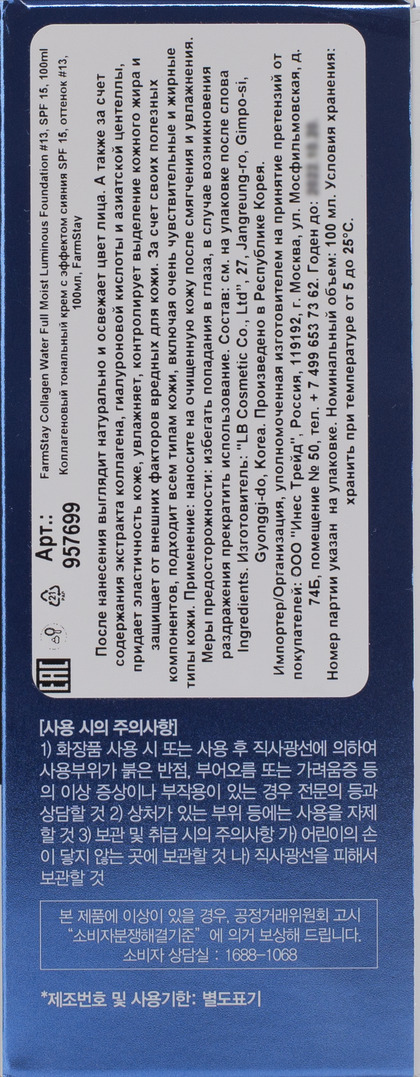 FarmStay Collagen Water Full Moist Luminous Foundation #13, SPF 15, 100ml
Коллагеновый тональный крем с эффектом сияния SPF 15, оттенок #13,
100мл, FarmStay
Арт.:
957699
После нанесения выглядит натурально и освежает цвет лица. А также за счет
содержания экстракта коллагена, гиалуроновой кислоты и азиатской центеллы,
придает эластичность коже, увлажняет, контролирует выделение кожного жира и
защищает от внешних факторов вредных для кожи. За счет своих полезных
компонентов, подходит всем типам кожи, включая очень чувствительные и жирные
типы кожи. Применение: наносите на очищенную кожу после смягчения и увлажнения.
Меры предосторожности: избегать попадания в глаза, в случае возникновения
раздражения прекратить использование. Состав: см. на упаковке после слова
Ingredients. Изготовитель: "LB Cosmetic Co., Ltd", 27, Jangreung-ro, Gimpo-si,
Gyonggi-do, Korea. Произведено в Республике Корея.
Импортер/Организация, уполномоченная изготовителем на принятие претензий от
покупателей: ООО "Инес Трейд", Россия, 119192, г. Москва, ул. Мосфильмовская, д.
74Б, помещение № 50, тел. + 7 499 653 73 62. Годен до:
Номер партии указан на упаковке. Номинальный объем: 100 мл. Условия хранения:
хранить при температуре от 5 до 25°C.
EAC
[사용 시의 주의사항]
1) 화장품 사용 시 또는 사용 후 직사광선에 의하여
사용부위가 붉은 반점, 부어오름 또는 가려움증 등
의 이상 증상이나 부작용이 있는 경우 전문의 등과
상담할 것 2) 상처가 있는 부위 등에는 사용을 자제
할 것 3) 보관 및 취급 시의 주의사항 가) 어린이의 손
이 닿지 않는 곳에 보관할 것 나) 직사광선을 피해서
보관할 것
본 제품에 이상이 있을 경우, 공정거래위원회 고시
“소비자분쟁해결기준” 에 의거 보상해 드립니다.
소비자 상담실 : 1688-1068
*제조번호 및 사용기한: 별도표기